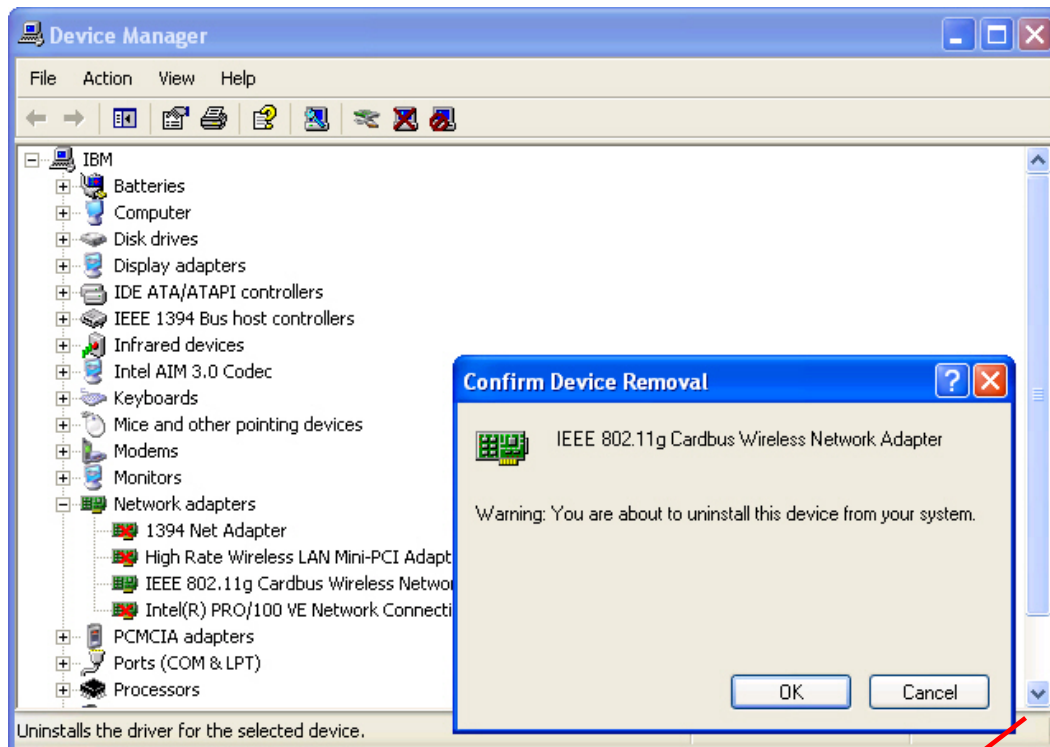 Device Manager
File Action View Help
IBM
Batteries
Computer
Disk drives
Display adapters
IDE ATA/ATAPI controllers
IEEE 1394 Bus host controllers
Infrared devices
Intel AIM 3.0 Codec
Keyboards
Mice and other pointing devices
Modems
Monitors
Network adapters
1394 Net Adapter
High Rate Wireless LAN Mini-PCI Adapt
IEEE 802.11g Cardbus Wireless Netwo
Intel(R) PRO/100 VE Network Connecti
PCMCIA adapters
Ports (COM & LPT)
Processors
Uninstalls the driver for the selected device.
Confirm Device Removal
IEEE 802.11g Cardbus Wireless Network Adapter
Warning: You are about to uninstall this device from your system.
OK Cancel